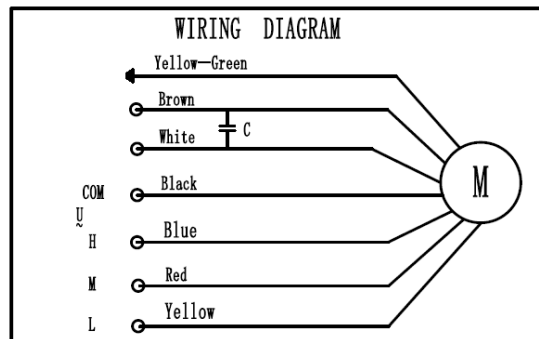 WIRING DIAGRAM
Yellow—Green
Brown
C
White
COM Black
U
~
H Blue
M
M Red
L Yellow